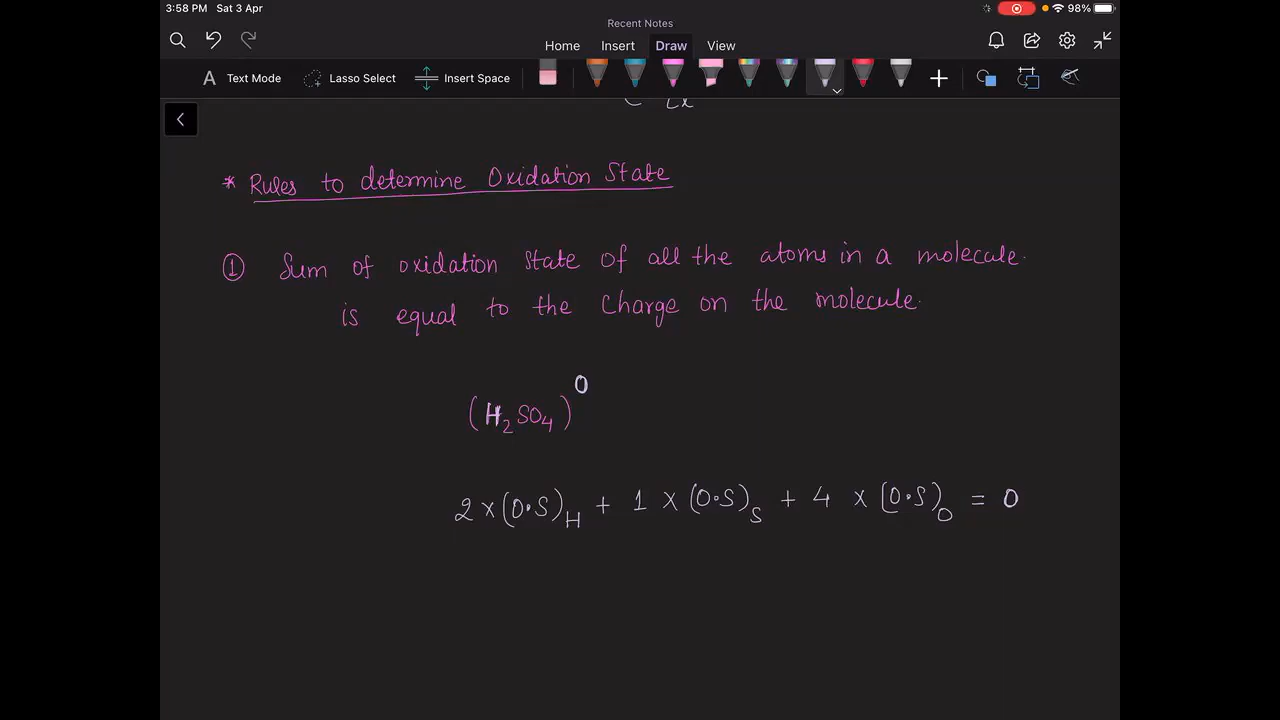 3:58 PM Sat 3 Apr
98%
Recent Notes
Home Insert Draw View
Text Mode Lasso Select Insert Space
* Rules to determine Oxidation State
① Sum of oxidation state of all the atoms in a molecule.
is equal to the charge on the molecule.
(H₂SO₄)⁰
2 × (O.S)H + 1 × (O.S)S + 4 × (O.S)O = 0